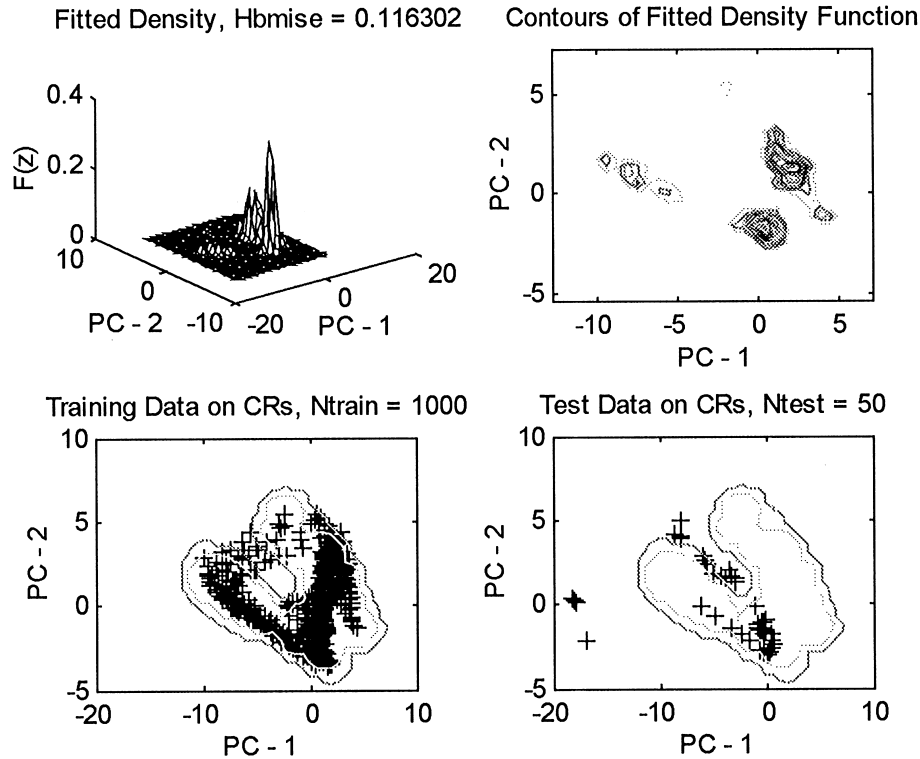 Fitted Density, Hbmise = 0.116302
0.4
0.2
0
F(z)
10
0
-10
PC - 2
-20
0
20
PC - 1
Contours of Fitted Density Function
5
0
-5
PC - 2
-10
-5
0
5
PC - 1
Training Data on CRs, Ntrain = 1000
10
5
0
-5
PC - 2
-20
-10
0
10
PC - 1
Test Data on CRs, Ntest = 50
10
5
0
-5
PC - 2
-20
-10
0
10
PC - 1